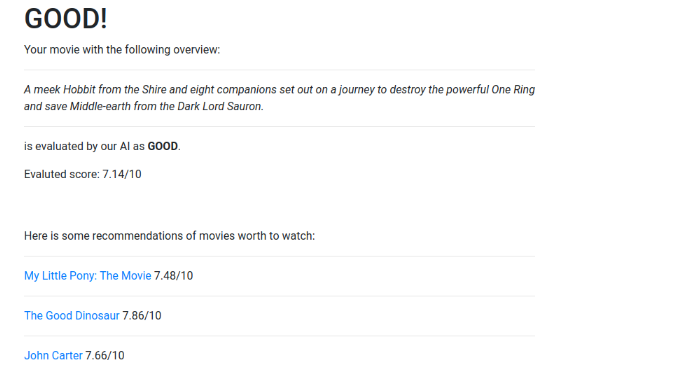 GOOD!
Your movie with the following overview:
A meek Hobbit from the Shire and eight companions set out on a journey to destroy the powerful One Ring
and save Middle-earth from the Dark Lord Sauron.
is evaluated by our AI as GOOD.
Evaluted score: 7.14/10
Here is some recommendations of movies worth to watch:
My Little Pony: The Movie 7.48/10
The Good Dinosaur 7.86/10
John Carter 7.66/10